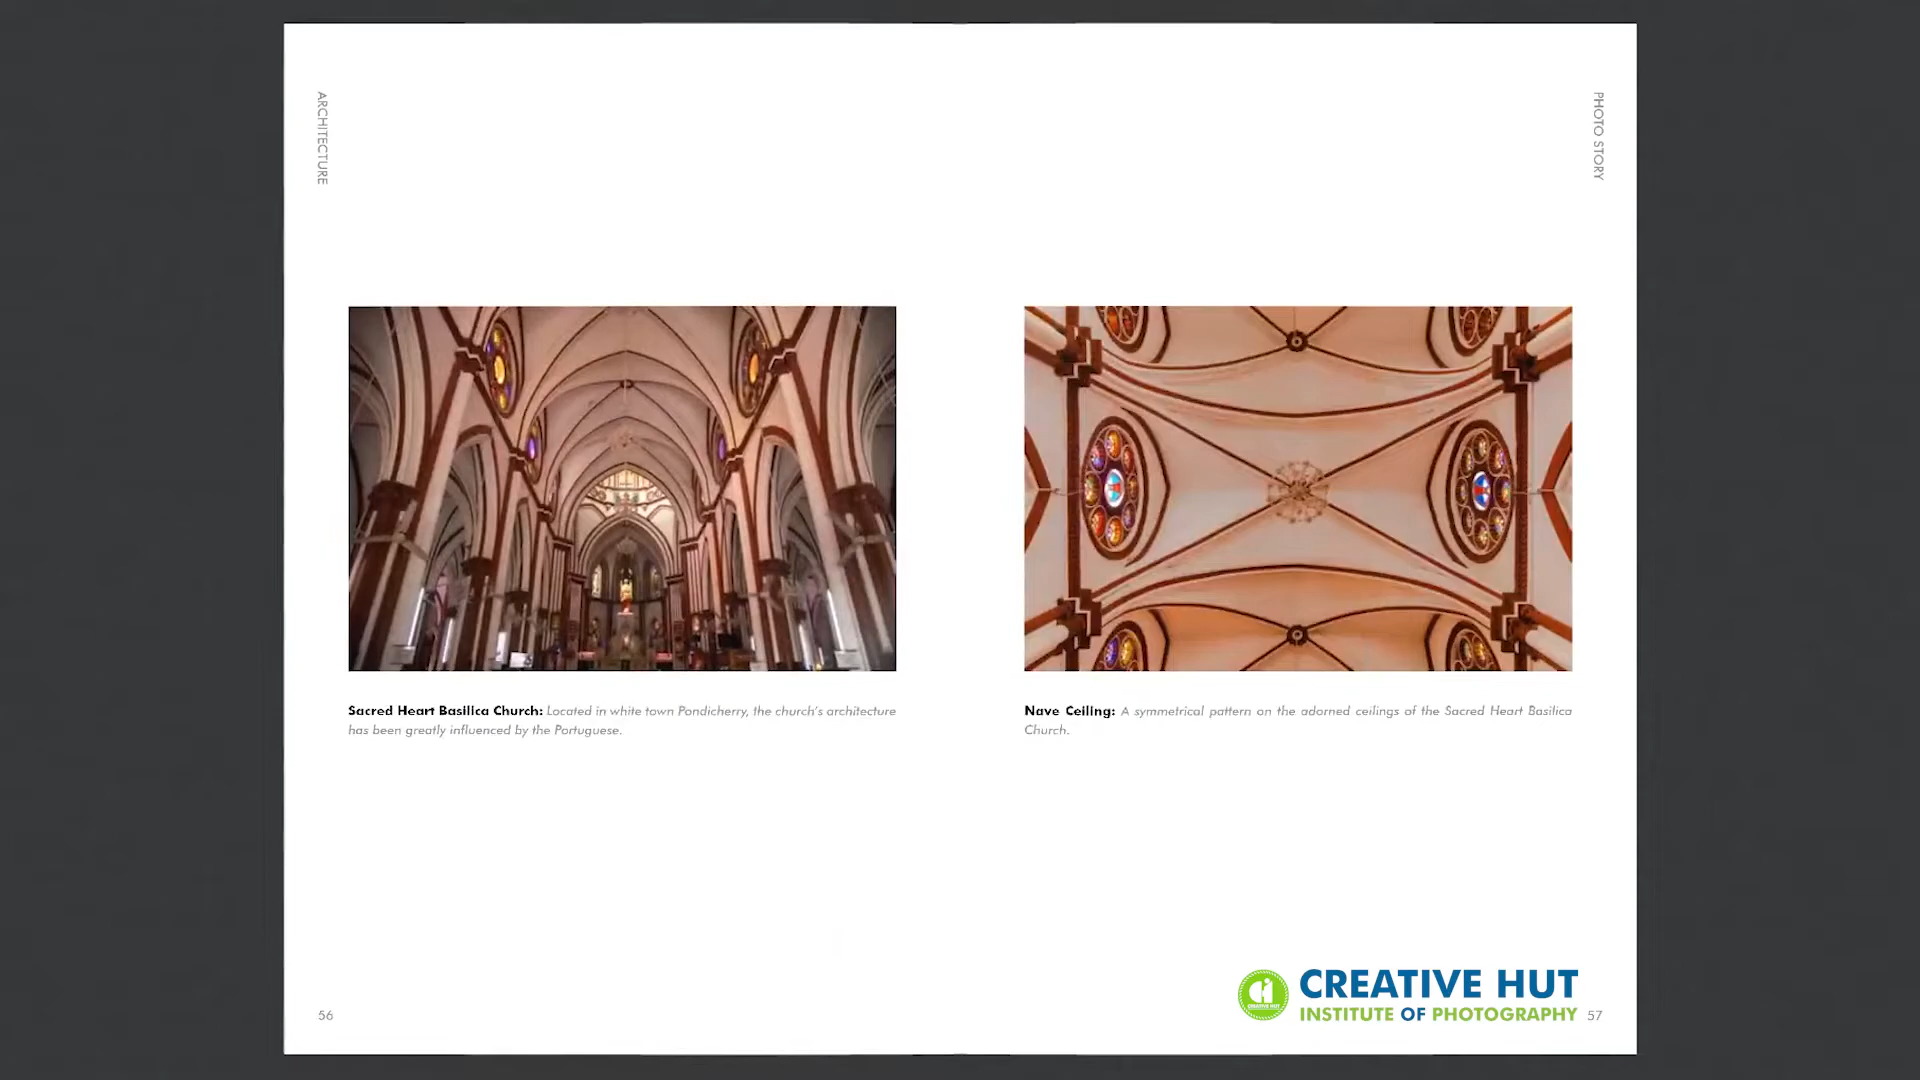 ARCHITECTURE
PHOTO STORY
Sacred Heart Basilica Church: Located in white town Pondicherry, the church's architecture
has been greatly influenced by the Portuguese.
Nave Ceiling: A symmetrical pattern on the adorned ceilings of the Sacred Heart Basilica
Church.
CREATIVE HUT
INSTITUTE OF PHOTOGRAPHY
56
57